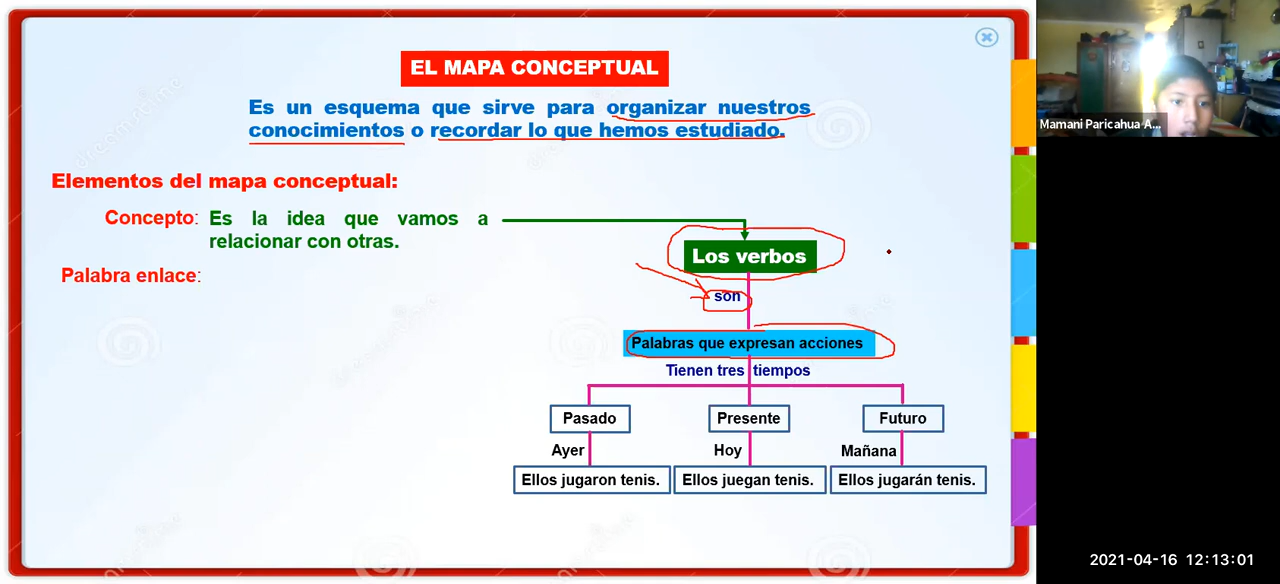 EL MAPA CONCEPTUAL
Es un esquema que sirve para organizar nuestros
conocimientos o recordar lo que hemos estudiado.
Elementos del mapa conceptual:
Concepto: Es la idea que vamos a
relacionar con otras.
Palabra enlace:
Los verbos
son
Palabras que expresan acciones
Tienen tres tiempos
Pasado Presente Futuro
Ayer Hoy Mañana
Ellos jugaron tenis. Ellos juegan tenis. Ellos jugarán tenis.
Mamani Paricahua A...
2021-04-16 12:13:01